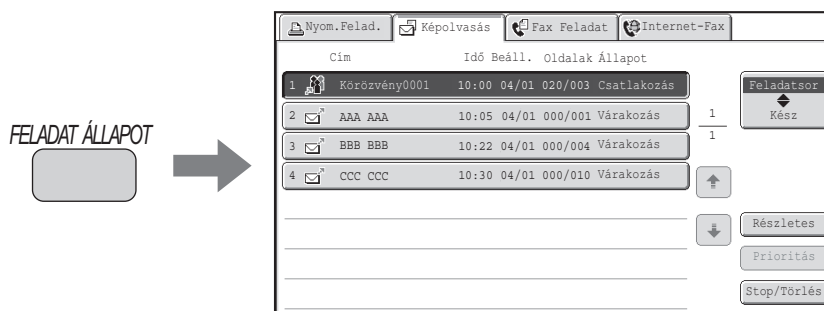 FELADAT ÁLLAPOT
Nyom.Felad. Képolvasás Fax Feladat Internet-Fax
Cím Idő Beáll. Oldalak Állapot
1 Körözvény0001 10:00 04/01 020/003 Csatlakozás
2 AAA AAA 10:05 04/01 000/001 Várakozás
3 BBB BBB 10:22 04/01 000/004 Várakozás
4 CCC CCC 10:30 04/01 000/010 Várakozás
1
1
Feladatsor
Kész
Részletes
Prioritás
Stop/Törlés